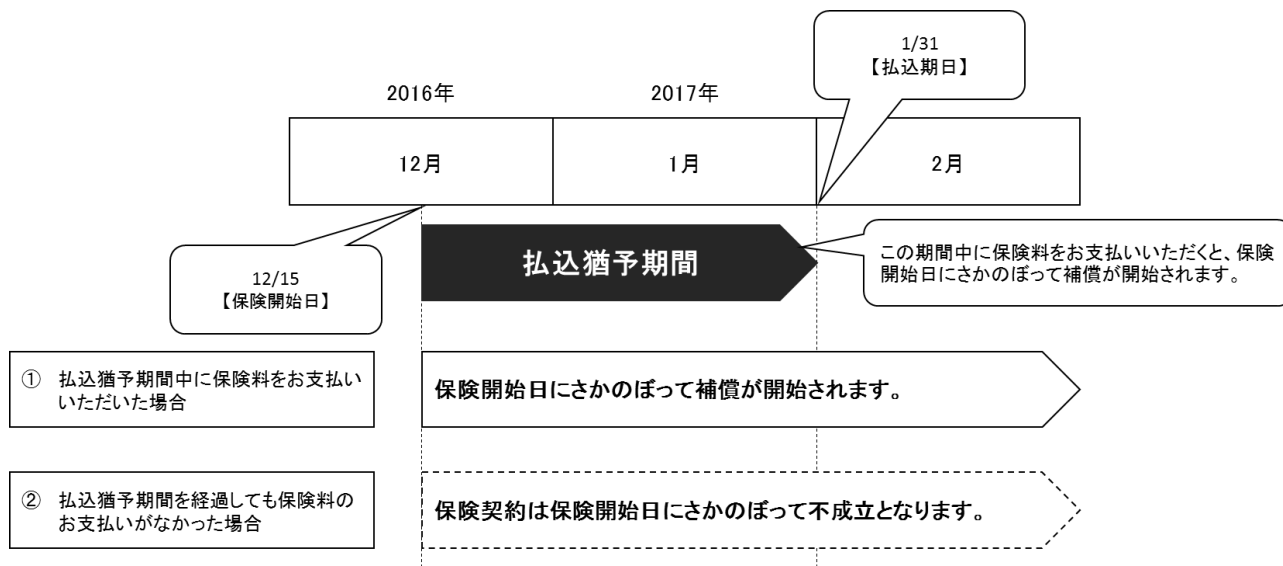 1/31
【払込期日】
2016年
2017年
12月
1月
2月
払込猶予期間
この期間中に保険料をお支払いいただくと、保険
開始日にさかのぼって補償が開始されます。
12/15
【保険開始日】
① 払込猶予期間中に保険料をお支払い
いただいた場合
保険開始日にさかのぼって補償が開始されます。
② 払込猶予期間を経過しても保険料の
お支払いがなかった場合
保険契約は保険開始日にさかのぼって不成立となります。